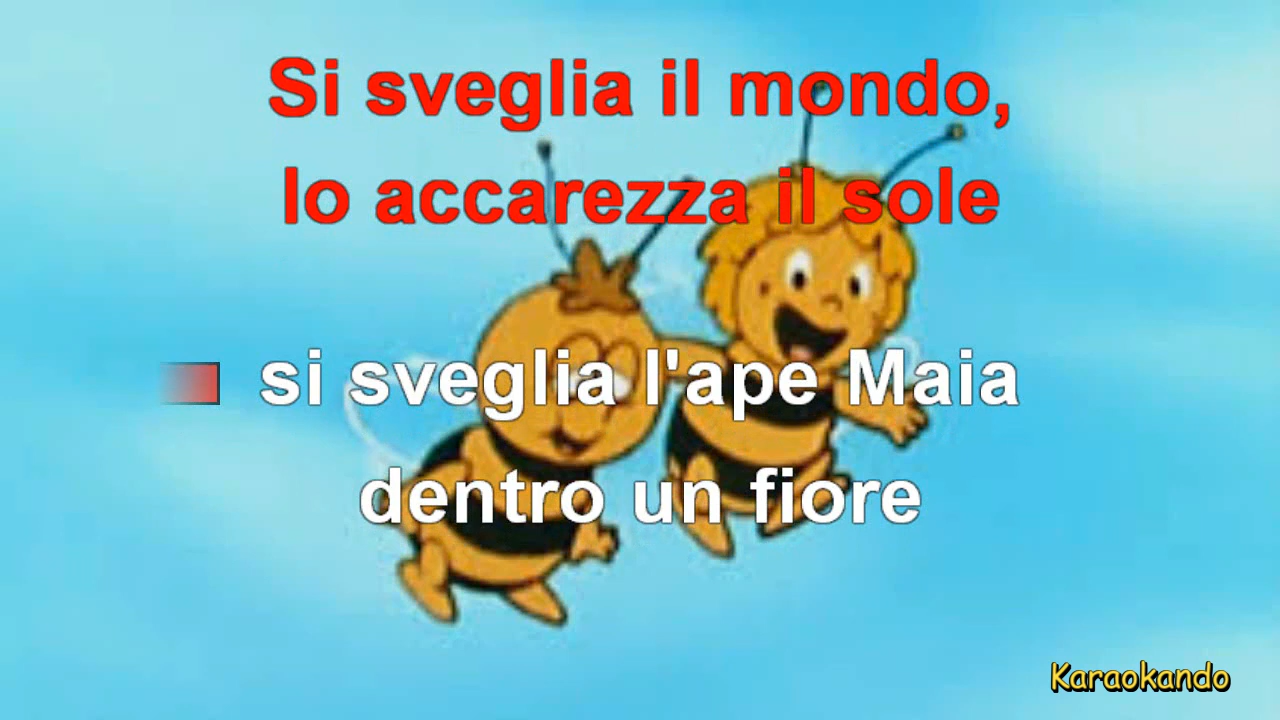 Si sveglia il mondo,
lo accarezza il sole
si sveglia l'ape Maia
dentro un fiore
Karaokando